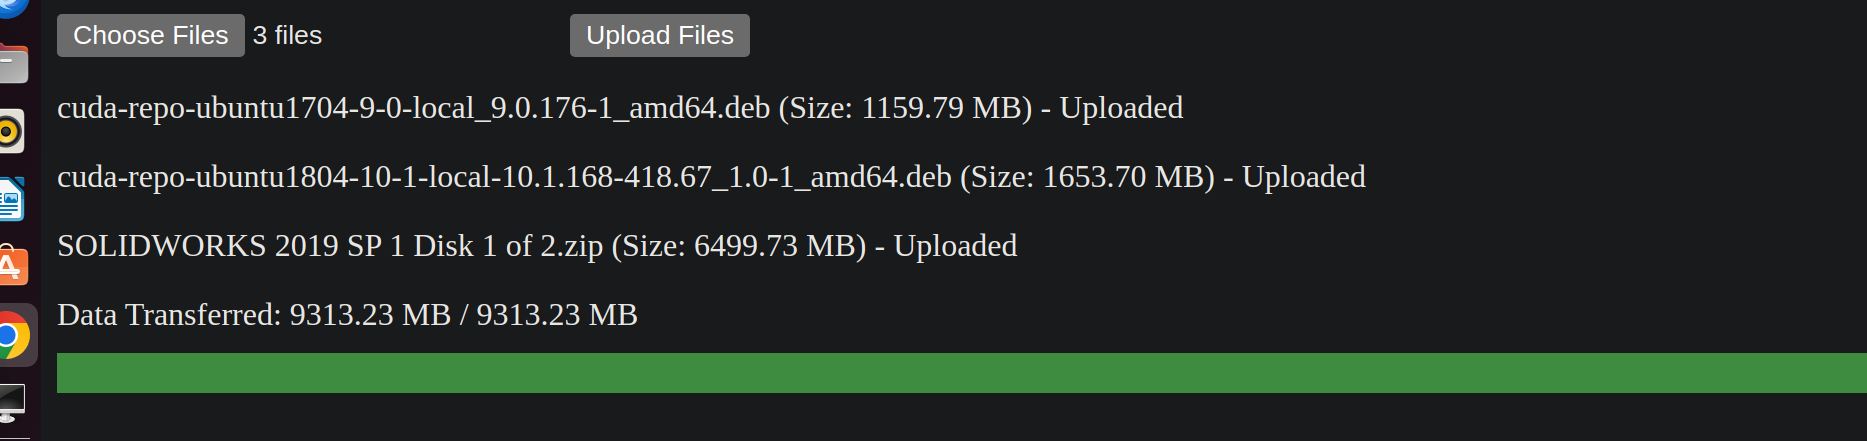 Choose Files 3 files Upload Files
cuda-repo-ubuntu1704-9-0-local_9.0.176-1_amd64.deb (Size: 1159.79 MB) - Uploaded
cuda-repo-ubuntu1804-10-1-local-10.1.168-418.67_1.0-1_amd64.deb (Size: 1653.70 MB) - Uploaded
SOLIDWORKS 2019 SP 1 Disk 1 of 2.zip (Size: 6499.73 MB) - Uploaded
Data Transferred: 9313.23 MB / 9313.23 MB